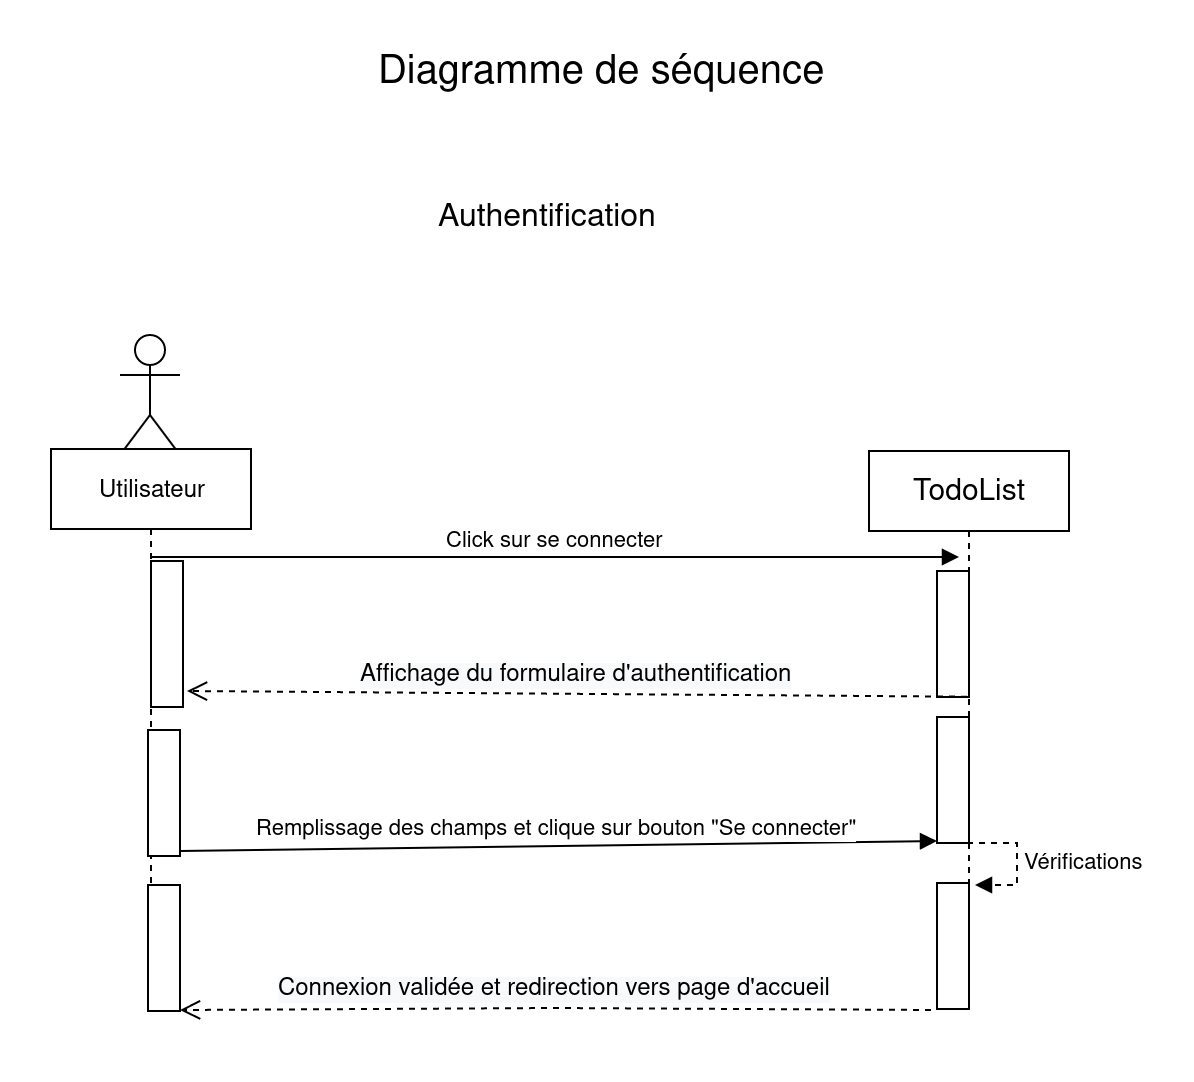 Diagramme de séquence
Authentification
Utilisateur
TodoList
Click sur se connecter
Affichage du formulaire d'authentification
Remplissage des champs et clique sur bouton "Se connecter"
Vérifications
Connexion validée et redirection vers page d'accueil